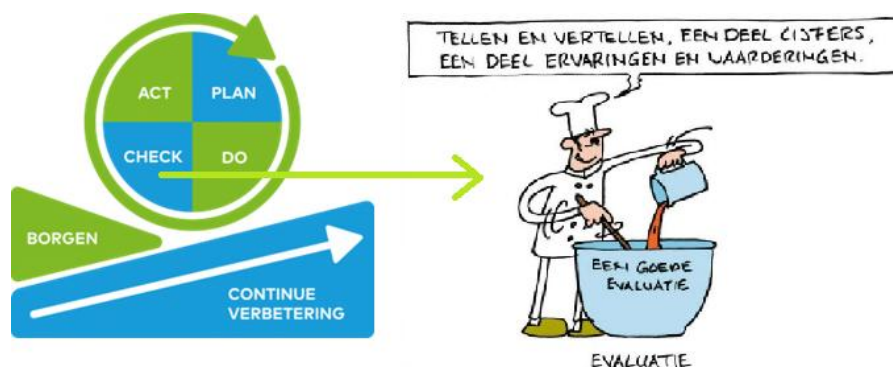 ACT PLAN
CHECK DO
BORGEN
CONTINUE
VERBETERING
TELLEN EN VERTELLEN, EEN DEEL CIJFERS,
EEN DEEL ERVARINGEN EN WAARDERINGEN.
EEN GOEDE
EVALUATIE
EVALUATIE